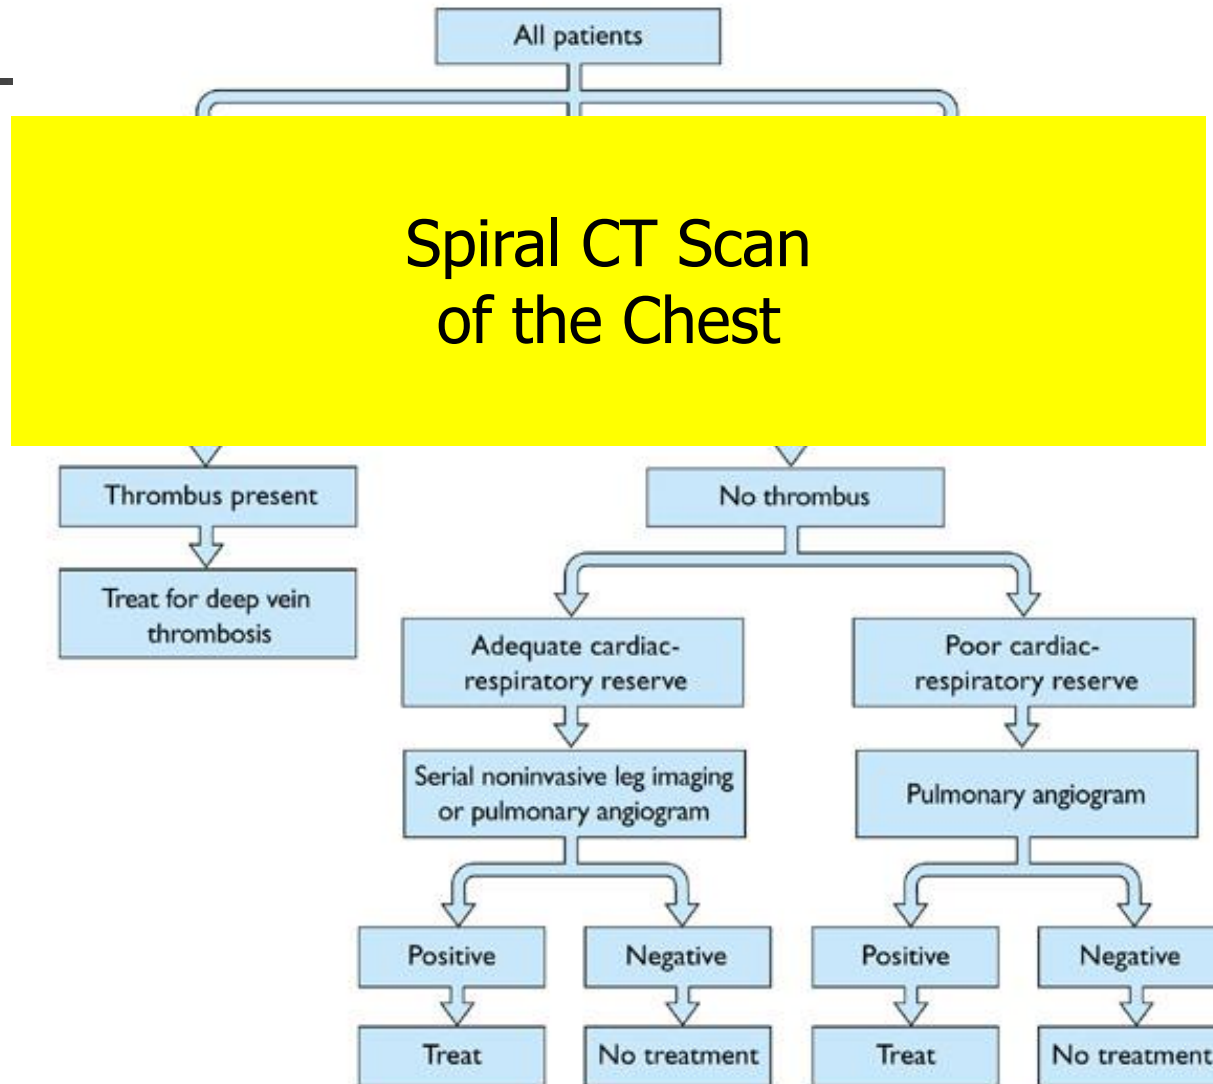 All patients
Spiral CT Scan
of the Chest
Thrombus present
No thrombus
Treat for deep vein
thrombosis
Adequate cardiac-
respiratory reserve
Poor cardiac-
respiratory reserve
Serial noninvasive leg imaging
or pulmonary angiogram
Pulmonary angiogram
Positive
Negative
Positive
Negative
Treat
No treatment
Treat
No treatment